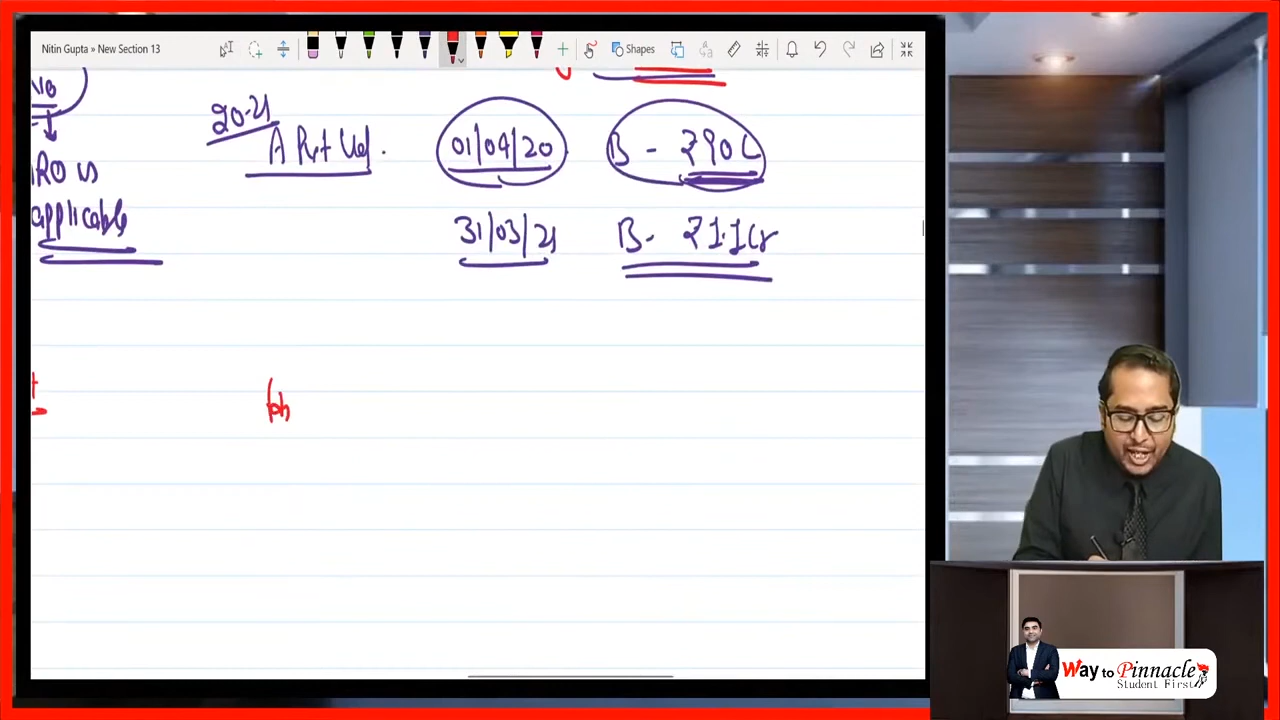 Nitin Gupta » New Section 13
Shapes
20-21
A Pvt Ltd.
01/04/20
B - ₹90L
applicable
31/03/21
B - ₹1.1Cr
Way to Pinnacle
Student First